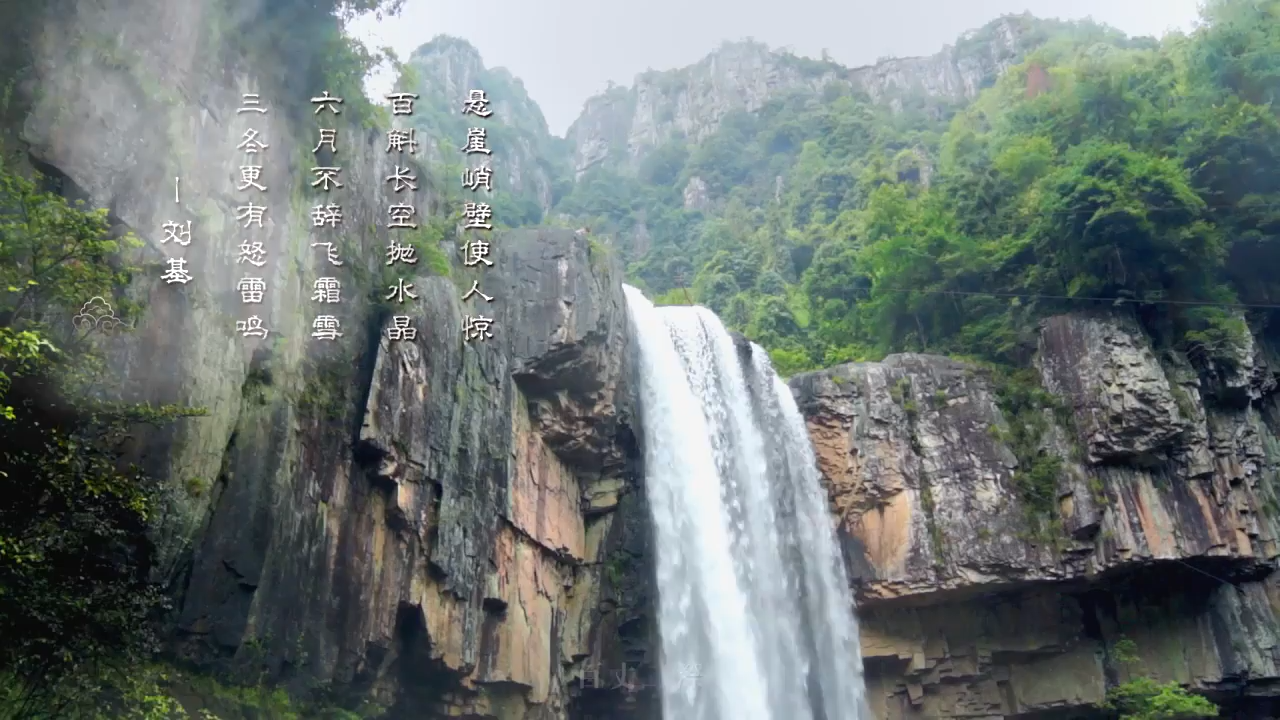 悬崖峭壁使人惊
百斛长空抛水晶
六月不辞飞霜雪
三冬更有怒雷鸣
—刘基